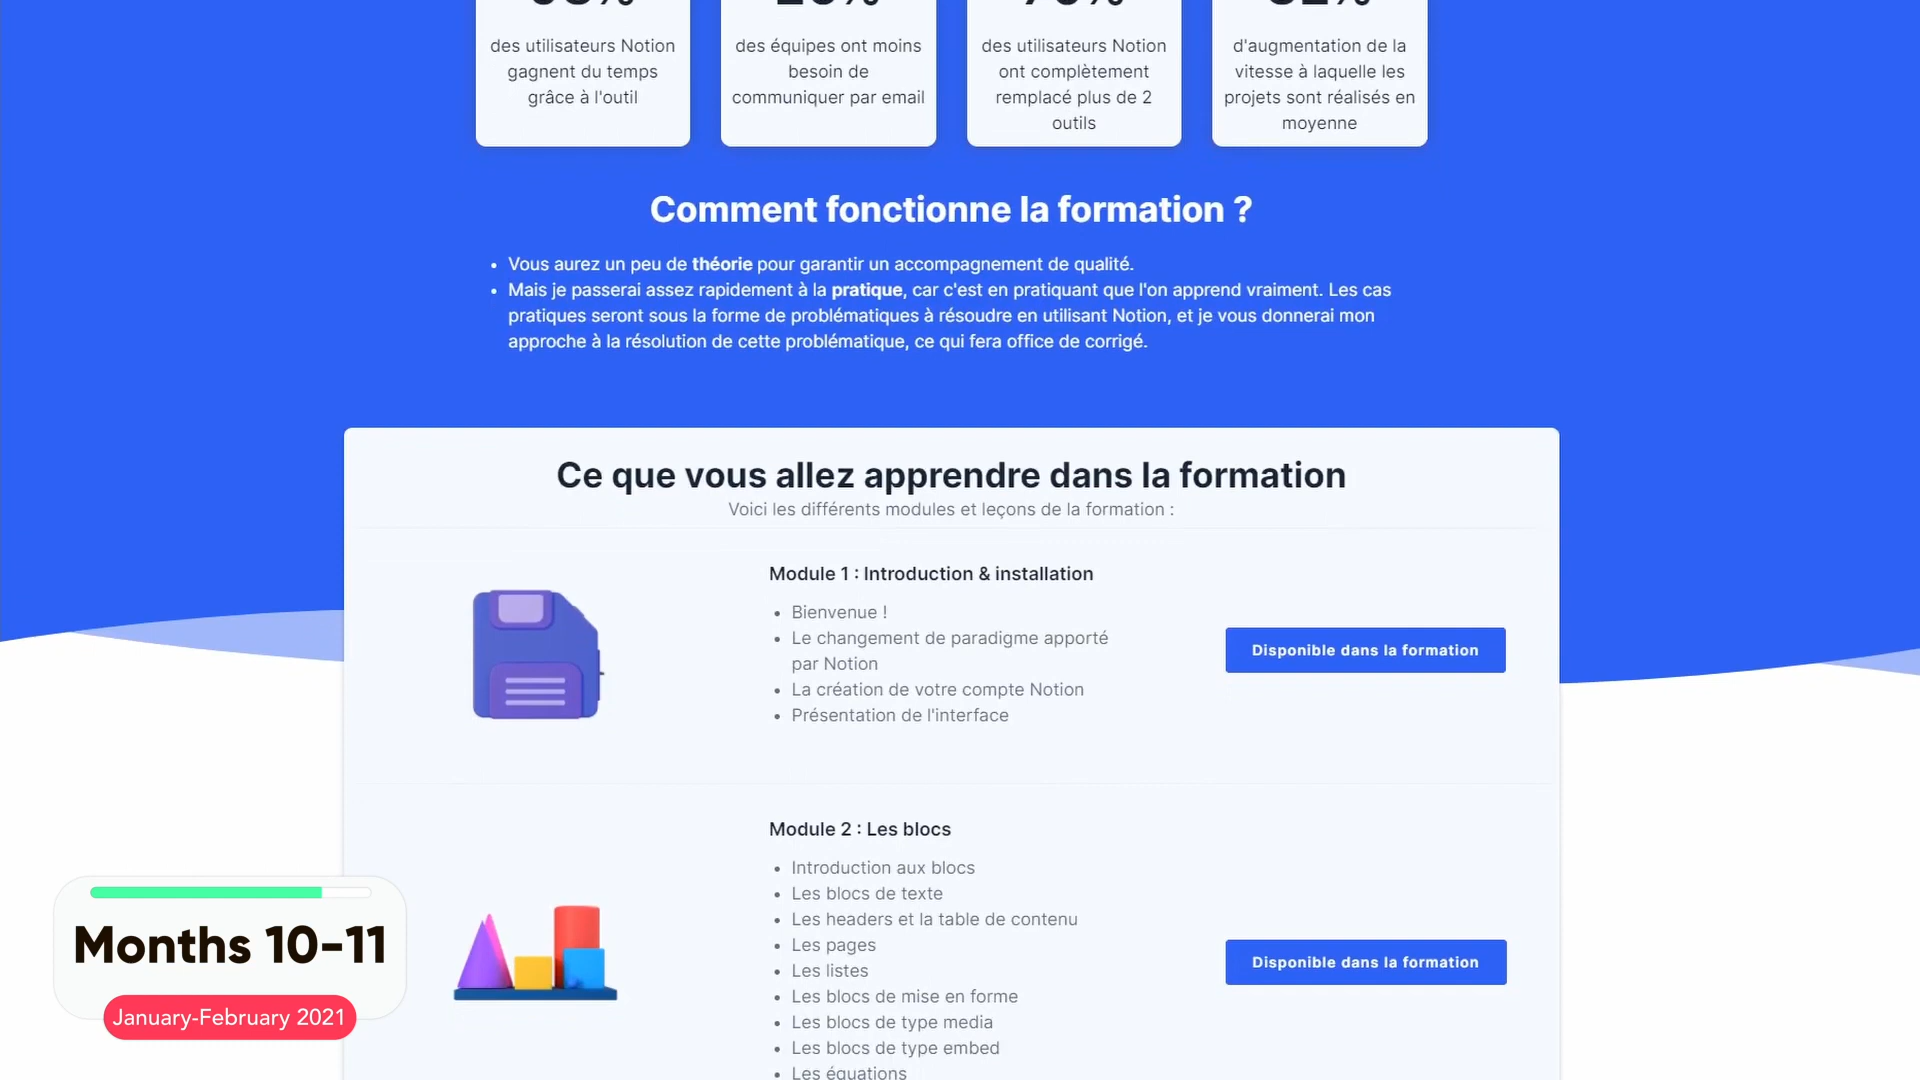 des utilisateurs Notion
gagnent du temps
grâce à l'outil
des équipes ont moins
besoin de
communiquer par email
des utilisateurs Notion
ont complètement
remplacé plus de 2
outils
d'augmentation de la
vitesse à laquelle les
projets sont réalisés en
moyenne
Comment fonctionne la formation ?
• Vous aurez un peu de théorie pour garantir un accompagnement de qualité.
• Mais je passerai assez rapidement à la pratique, car c'est en pratiquant que l'on apprend vraiment. Les cas
pratiques seront sous la forme de problématiques à résoudre en utilisant Notion, et je vous donnerai mon
approche à la résolution de cette problématique, ce qui fera office de corrigé.
Ce que vous allez apprendre dans la formation
Voici les différents modules et leçons de la formation :
Module 1 : Introduction & installation
• Bienvenue !
• Le changement de paradigme apporté
par Notion
• La création de votre compte Notion
• Présentation de l'interface
Disponible dans la formation
Module 2 : Les blocs
• Introduction aux blocs
• Les blocs de texte
• Les headers et la table de contenu
• Les pages
• Les listes
• Les blocs de mise en forme
• Les blocs de type media
• Les blocs de type embed
• Les équations
Disponible dans la formation
Months 10-11
January-February 2021